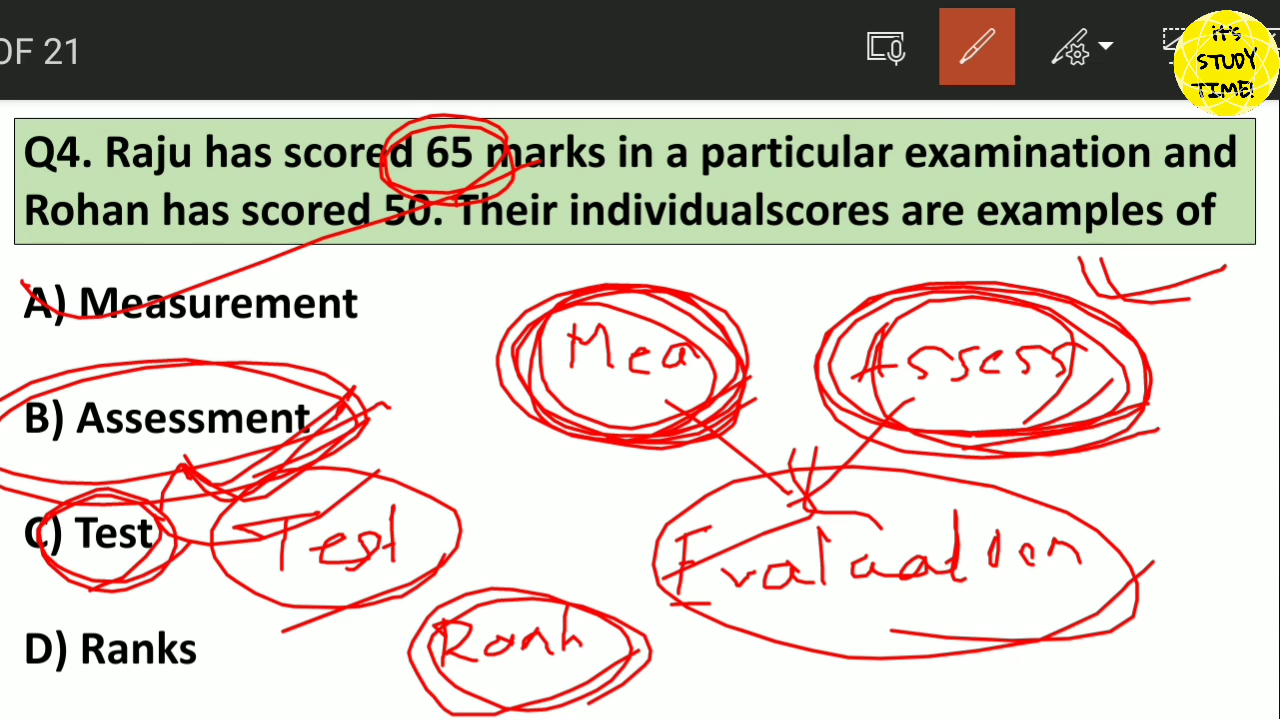 OF 21
IT'S
STUDY
TIME!
Q4. Raju has scored 65 marks in a particular examination and
Rohan has scored 50. Their individualscores are examples of
A) Measurement
Mea
Assess
B) Assessment
C) Test
Test
Evaluation
D) Ranks
Rank